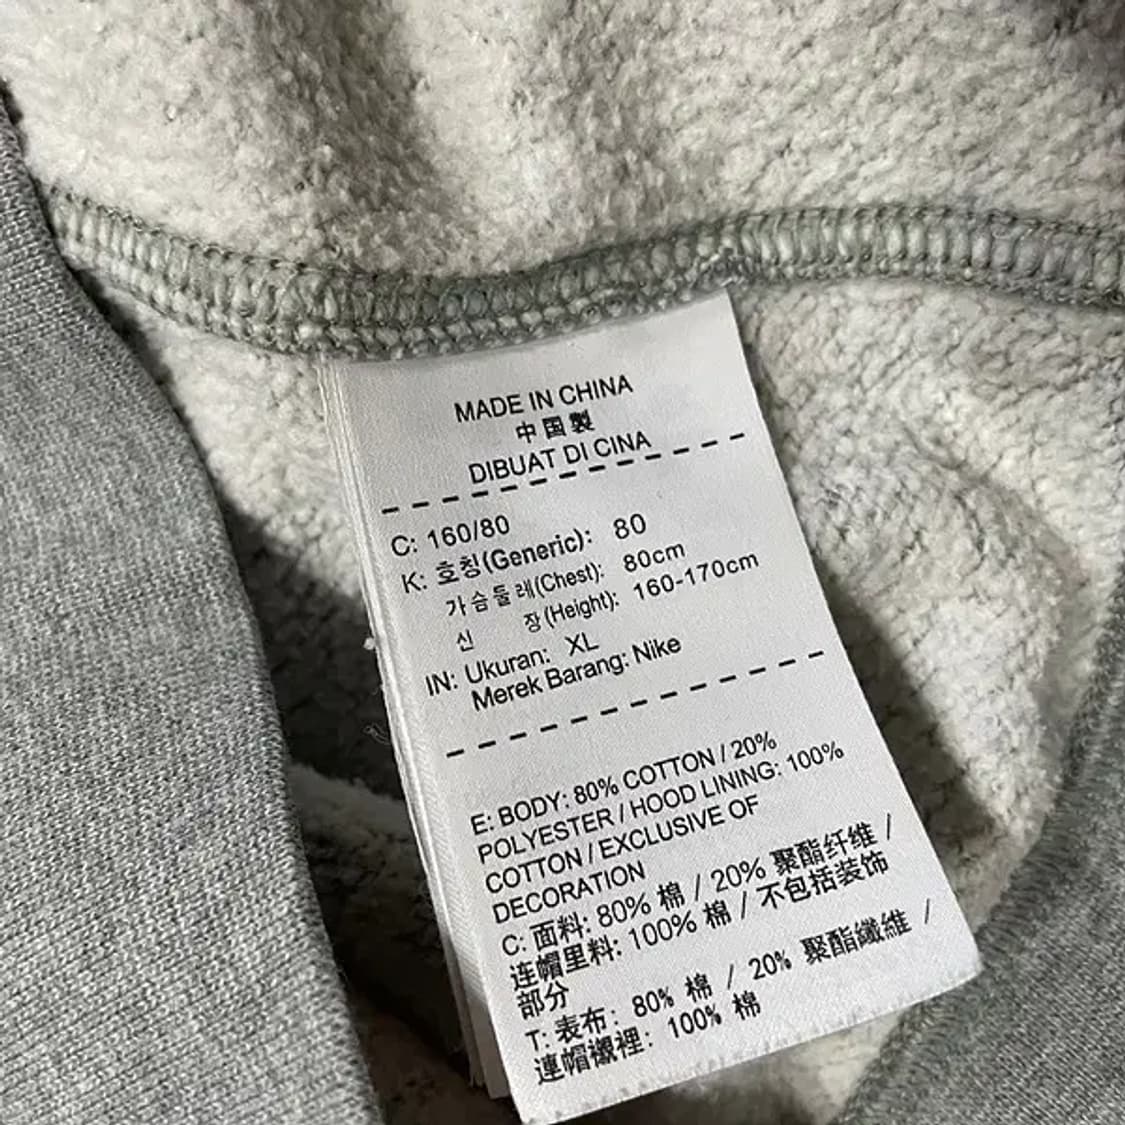 MADE IN CHINA
中国製
DIBUAT DI CINA
C: 160/80
K: 호칭(Generic): 80
가슴둘레(Chest): 80cm
신 장(Height): 160-170cm
IN: Ukuran: XL
Merek Barang: Nike
E: BODY: 80% COTTON / 20%
POLYESTER / HOOD LINING: 100%
COTTON / EXCLUSIVE OF
DECORATION
C: 面料: 80% 棉 / 20% 聚酯纤维 /
连帽里料: 100% 棉 / 不包括装饰
部分
T: 表布: 80% 棉 / 20% 聚酯纖維 /
連帽襯裡: 100% 棉